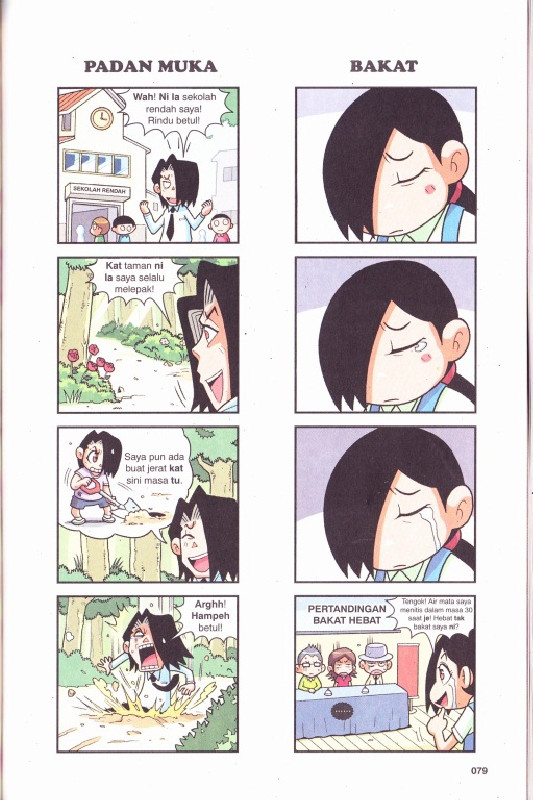 PADAN MUKA
Wah! Ni la sekolah
rendah saya!
Rindu betul!
SEKOLAH RENDAH
Kat taman ni
la saya selalu
melepak!
Saya pun ada
buat jerat kat
sini masa tu.
Arghh!
Hampeh
betul!
BAKAT
PERTANDINGAN
BAKAT HEBAT
Tengok! Air mata saya
menitis dalam masa 30
saat je! Hebat tak
bakat saya ni?
079